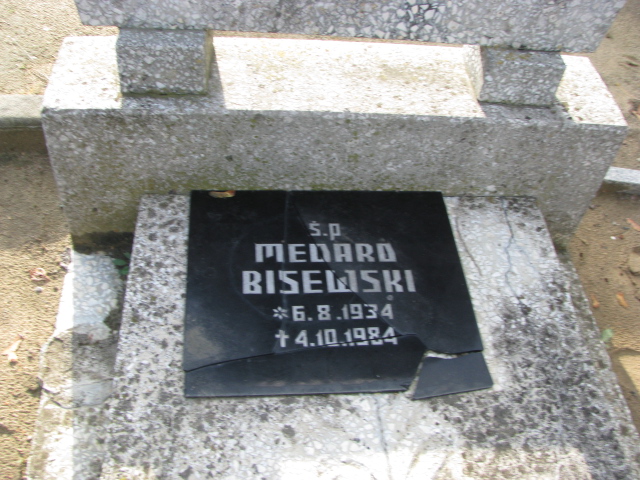 Ś.P
MEDARD
BISEWSKI
*6.8.1934
†4.10.1984